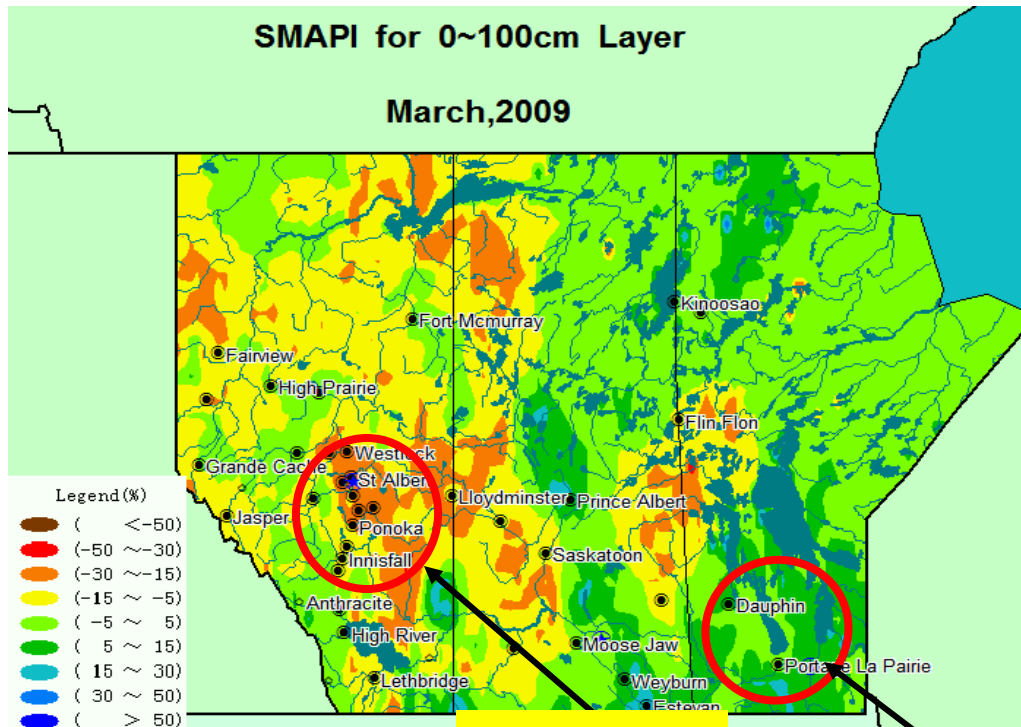 SMAPI for 0~100cm Layer
March,2009
Kinoosao
Fort Mcmurray
Fairview
High Prairie
Flin Flon
Westlock
Grande Cache
St Alber
Lloydminster
Prince Albert
Jasper
Ponoka
Saskatoon
Innisfall
Anthracite
Dauphin
High River
Moose Jaw
Portage La Pairie
Lethbridge
Weyburn
Estevan
Legend(%)
( <-50)
(-50 ~-30)
(-30 ~-15)
(-15 ~ -5)
( -5 ~ 5)
( 5 ~ 15)
( 15 ~ 30)
( 30 ~ 50)
( > 50)